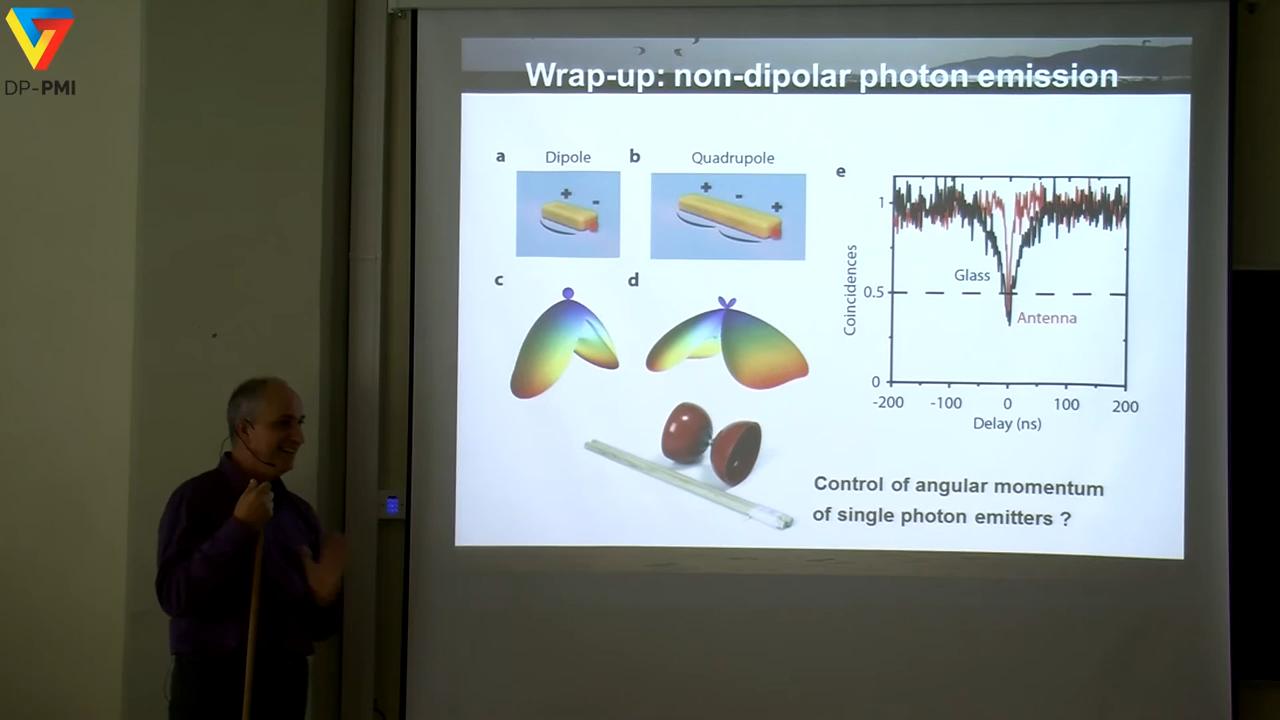 DP-PMI
Wrap-up: non-dipolar photon emission
a Dipole
+ -
b Quadrupole
+ - +
c
d
e
Coincidences
1
0.5
0
Glass
Antenna
-200 -100 0 100 200
Delay (ns)
Control of angular momentum
of single photon emitters ?